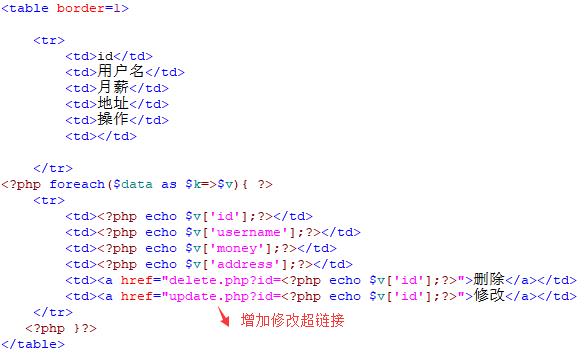 <table border=1>
<tr>
<td>id</td>
<td>用户名</td>
<td>月薪</td>
<td>地址</td>
<td>操作</td>
<td></td>
</tr>
<?php foreach($data as $k=>$v){ ?>
<tr>
<td><?php echo $v['id'];?></td>
<td><?php echo $v['username'];?></td>
<td><?php echo $v['money'];?></td>
<td><?php echo $v['address'];?></td>
<td><a href="delete.php?id=<?php echo $v['id'];?>">删除</a></td>
<td><a href="update.php?id=<?php echo $v['id'];?>">修改</a></td>
</tr>
增加修改超链接
<?php }?>
</table>